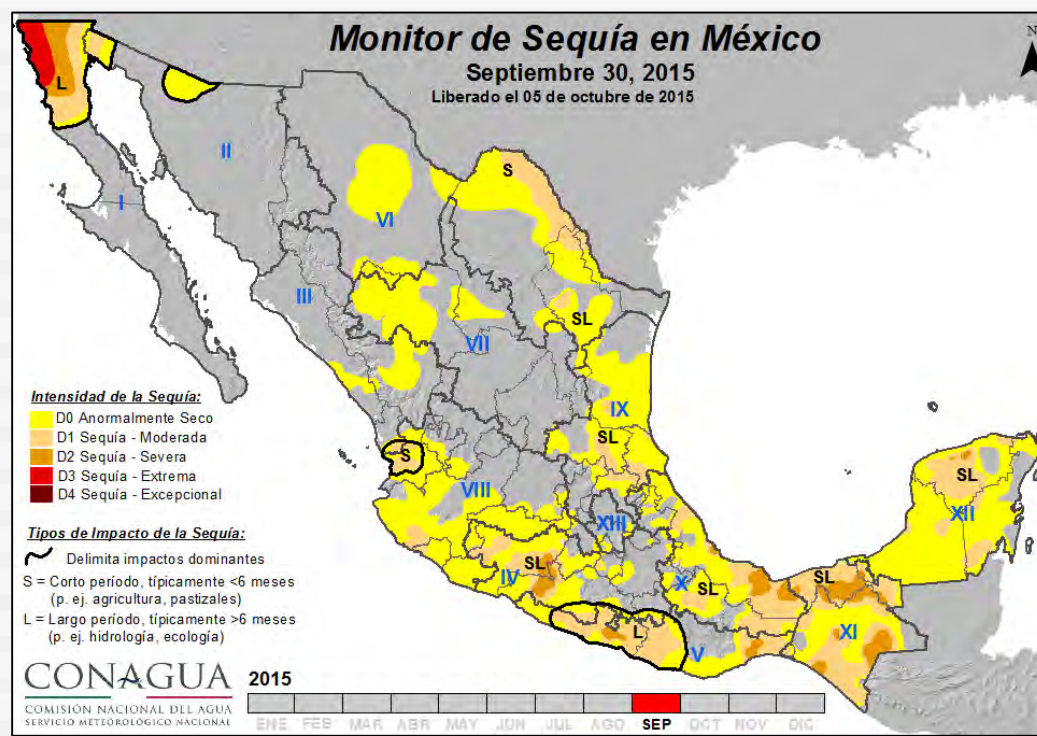 Monitor de Sequía en México
Septiembre 30, 2015
Liberado el 05 de octubre de 2015
N
L
S
S
SL
SL
SL
SL
SL
SL
L
I
II
III
IV
V
VI
VII
VIII
IX
X
XI
XII
XIII
Intensidad de la Sequía:
D0 Anormalmente Seco
D1 Sequía - Moderada
D2 Sequía - Severa
D3 Sequía - Extrema
D4 Sequía - Excepcional
Tipos de Impacto de la Sequía:
Delimita impactos dominantes
S = Corto período, típicamente <6 meses
(p. ej. agricultura, pastizales)
L = Largo período, típicamente >6 meses
(p. ej. hidrología, ecología)
CONAGUA
COMISIÓN NACIONAL DEL AGUA
SERVICIO METEOROLÓGICO NACIONAL
2015
ENE FEB MAR ABR MAY JUN JUL AGO SEP OCT NOV DIC